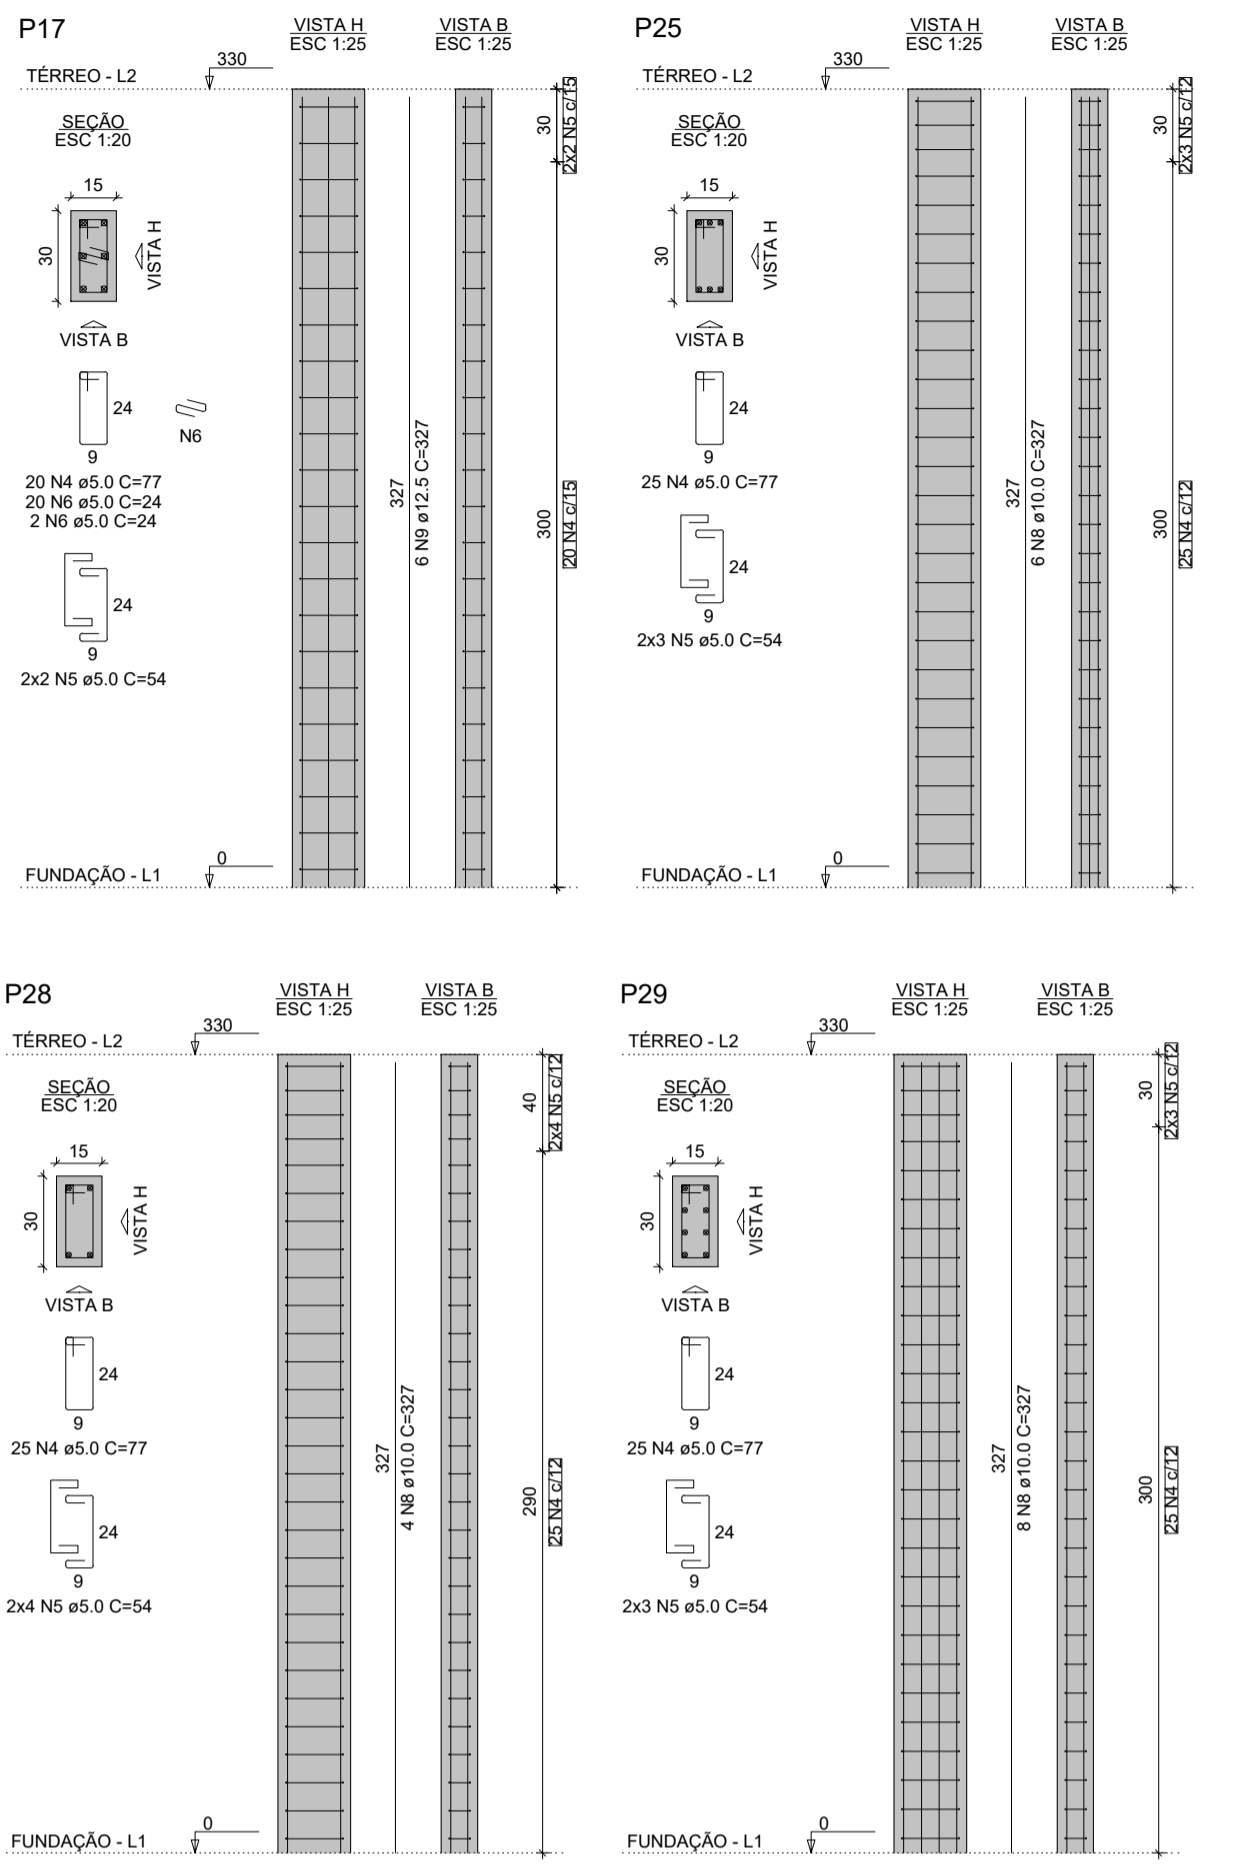 P17
VISTA H
ESC 1:25
VISTA B
ESC 1:25
TÉRREO - L2
330
SEÇÃO
ESC 1:20
15
30
VISTA H
VISTA B
24
9
N6
20 N4 ø5.0 C=77
20 N6 ø5.0 C=24
2 N6 ø5.0 C=24
24
9
2x2 N5 ø5.0 C=54
327
6 N9 ø12.5 C=327
30
2x2 N5 c/15
300
20 N4 c/15
FUNDAÇÃO - L1
0
P25
VISTA H
ESC 1:25
VISTA B
ESC 1:25
TÉRREO - L2
330
SEÇÃO
ESC 1:20
15
30
VISTA H
VISTA B
24
9
25 N4 ø5.0 C=77
24
9
2x3 N5 ø5.0 C=54
327
6 N8 ø10.0 C=327
30
2x3 N5 c/12
300
25 N4 c/12
FUNDAÇÃO - L1
0
P28
VISTA H
ESC 1:25
VISTA B
ESC 1:25
TÉRREO - L2
330
SEÇÃO
ESC 1:20
15
30
VISTA H
VISTA B
24
9
25 N4 ø5.0 C=77
24
9
2x4 N5 ø5.0 C=54
327
4 N8 ø10.0 C=327
40
2x4 N5 c/12
290
25 N4 c/12
FUNDAÇÃO - L1
0
P29
VISTA H
ESC 1:25
VISTA B
ESC 1:25
TÉRREO - L2
330
SEÇÃO
ESC 1:20
15
30
VISTA H
VISTA B
24
9
25 N4 ø5.0 C=77
24
9
2x3 N5 ø5.0 C=54
327
8 N8 ø10.0 C=327
30
2x3 N5 c/12
300
25 N4 c/12
FUNDAÇÃO - L1
0